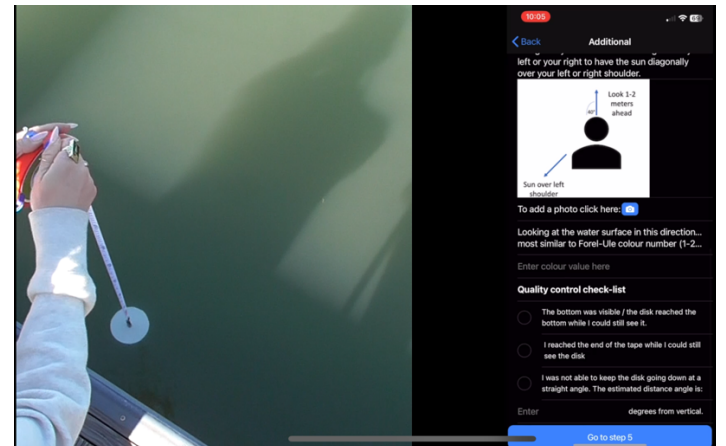 10:05
Back
Additional
left or your right to have the sun diagonally
over your left or right shoulder.
Look 1-2
meters
ahead
40°
Sun over left
shoulder
To add a photo click here:
Looking at the water surface in this direction...
most similar to Forel-Ule colour number (1-2...
Enter colour value here
Quality control check-list
The bottom was visible / the disk reached the
bottom while I could still see it.
I reached the end of the tape while I could still
see the disk
I was not able to keep the disk going down at a
straight angle. The estimated distance angle is:
Enter
degrees from vertical.
Go to step 5